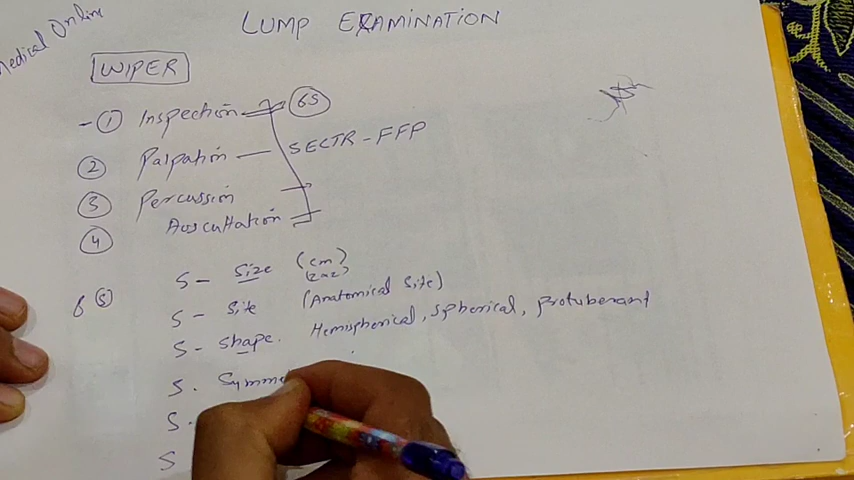 Medical Online
LUMP EXAMINATION
WIPER
- 1 Inspection 6S
2 Palpation — SECTR-FFP
3 Percussion
4 Auscultation
6 S S - Size (cm) (2x2)
S - Site (Anatomical Site)
S - Shape. Hemispherical, Spherical, Protuberant
S. Symme
S.
S